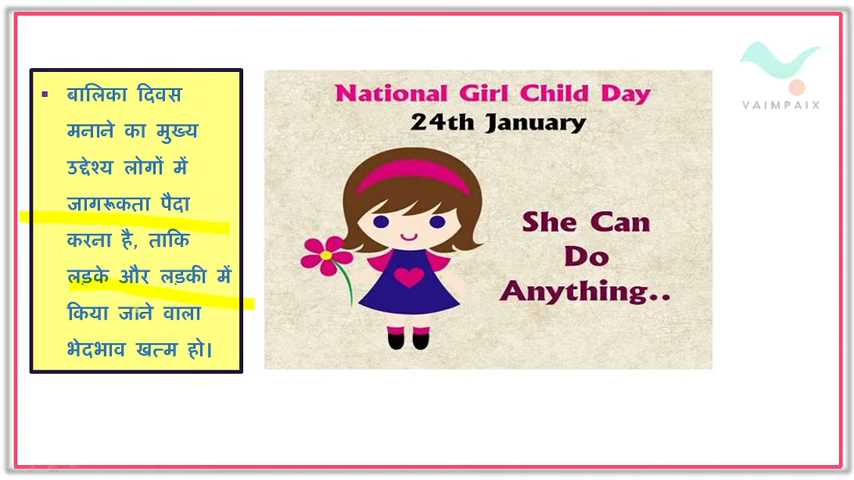 बालिका दिवस
मनाने का मुख्य
उद्देश्य लोगों में
जागरूकता पैदा
करना है, ताकि
लड़के और लड़की में
किया जाने वाला
भेदभाव खत्म हो।
National Girl Child Day
24th January
She Can
Do
Anything..
VAIMPAIX